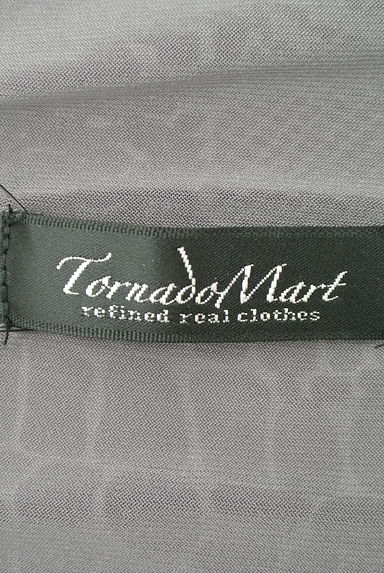 TornadoMart
refined real clothes